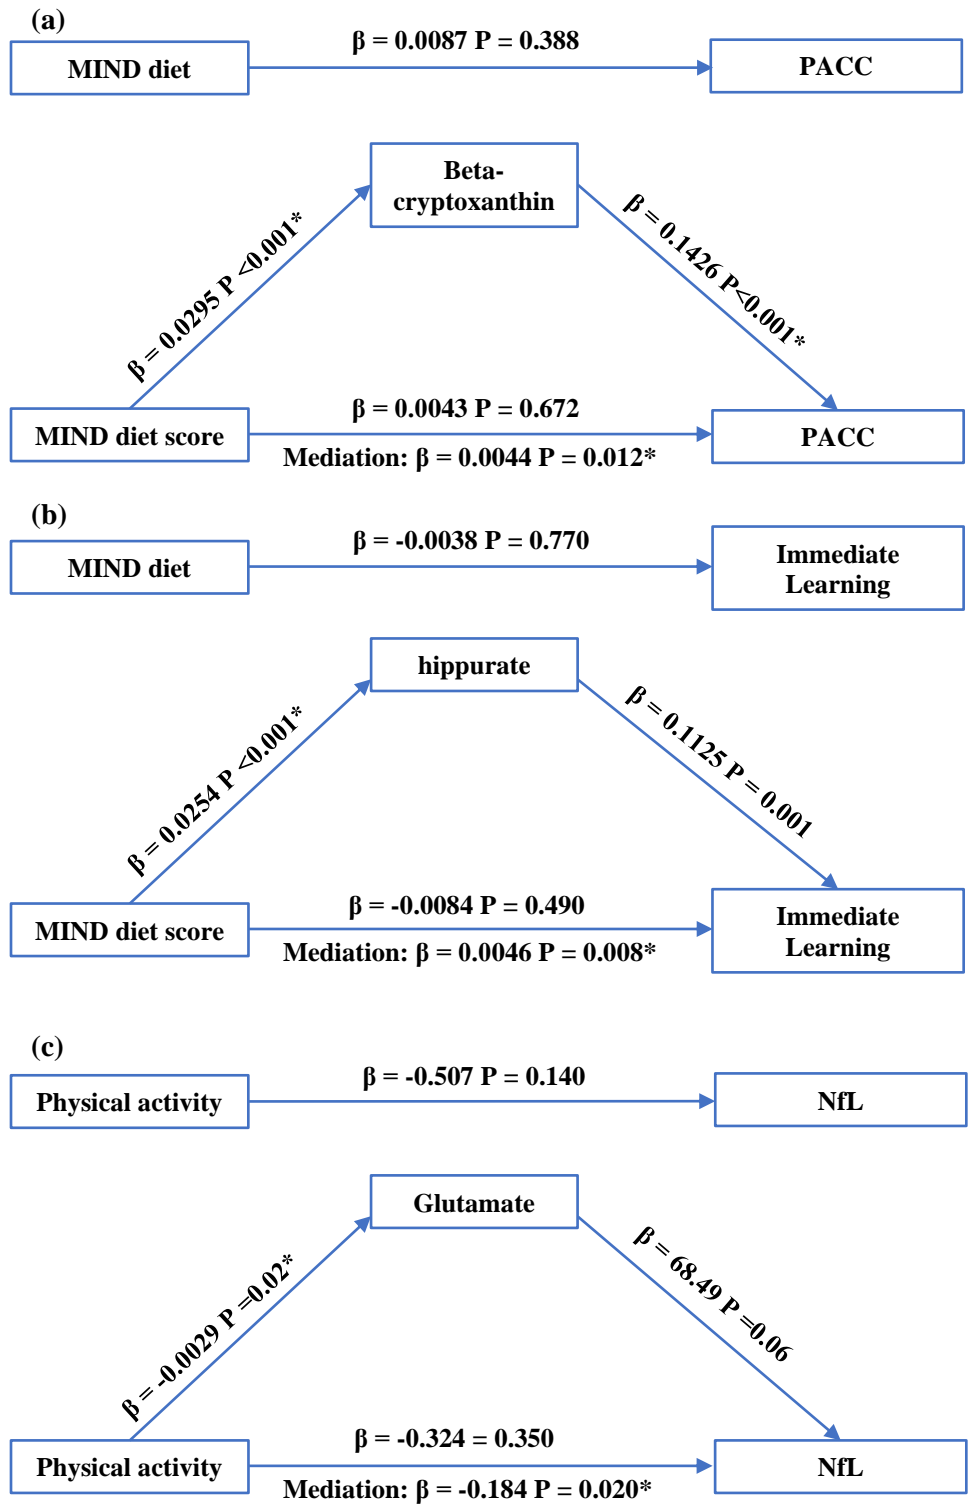 (a)
β = 0.0087 P = 0.388
MIND diet
PACC
Beta-
cryptoxanthin
β = 0.0295 P <0.001*
β = 0.1426 P<0.001*
β = 0.0043 P = 0.672
MIND diet score
PACC
Mediation: β = 0.0044 P = 0.012*
(b)
β = -0.0038 P = 0.770
MIND diet
Immediate
Learning
hippurate
β = 0.0254 P <0.001*
β = 0.1125 P = 0.001
β = -0.0084 P = 0.490
MIND diet score
Immediate
Learning
Mediation: β = 0.0046 P = 0.008*
(c)
β = -0.507 P = 0.140
Physical activity
NfL
Glutamate
β = -0.0029 P =0.02*
β = 68.49 P =0.06
β = -0.324 = 0.350
Physical activity
NfL
Mediation: β = -0.184 P = 0.020*